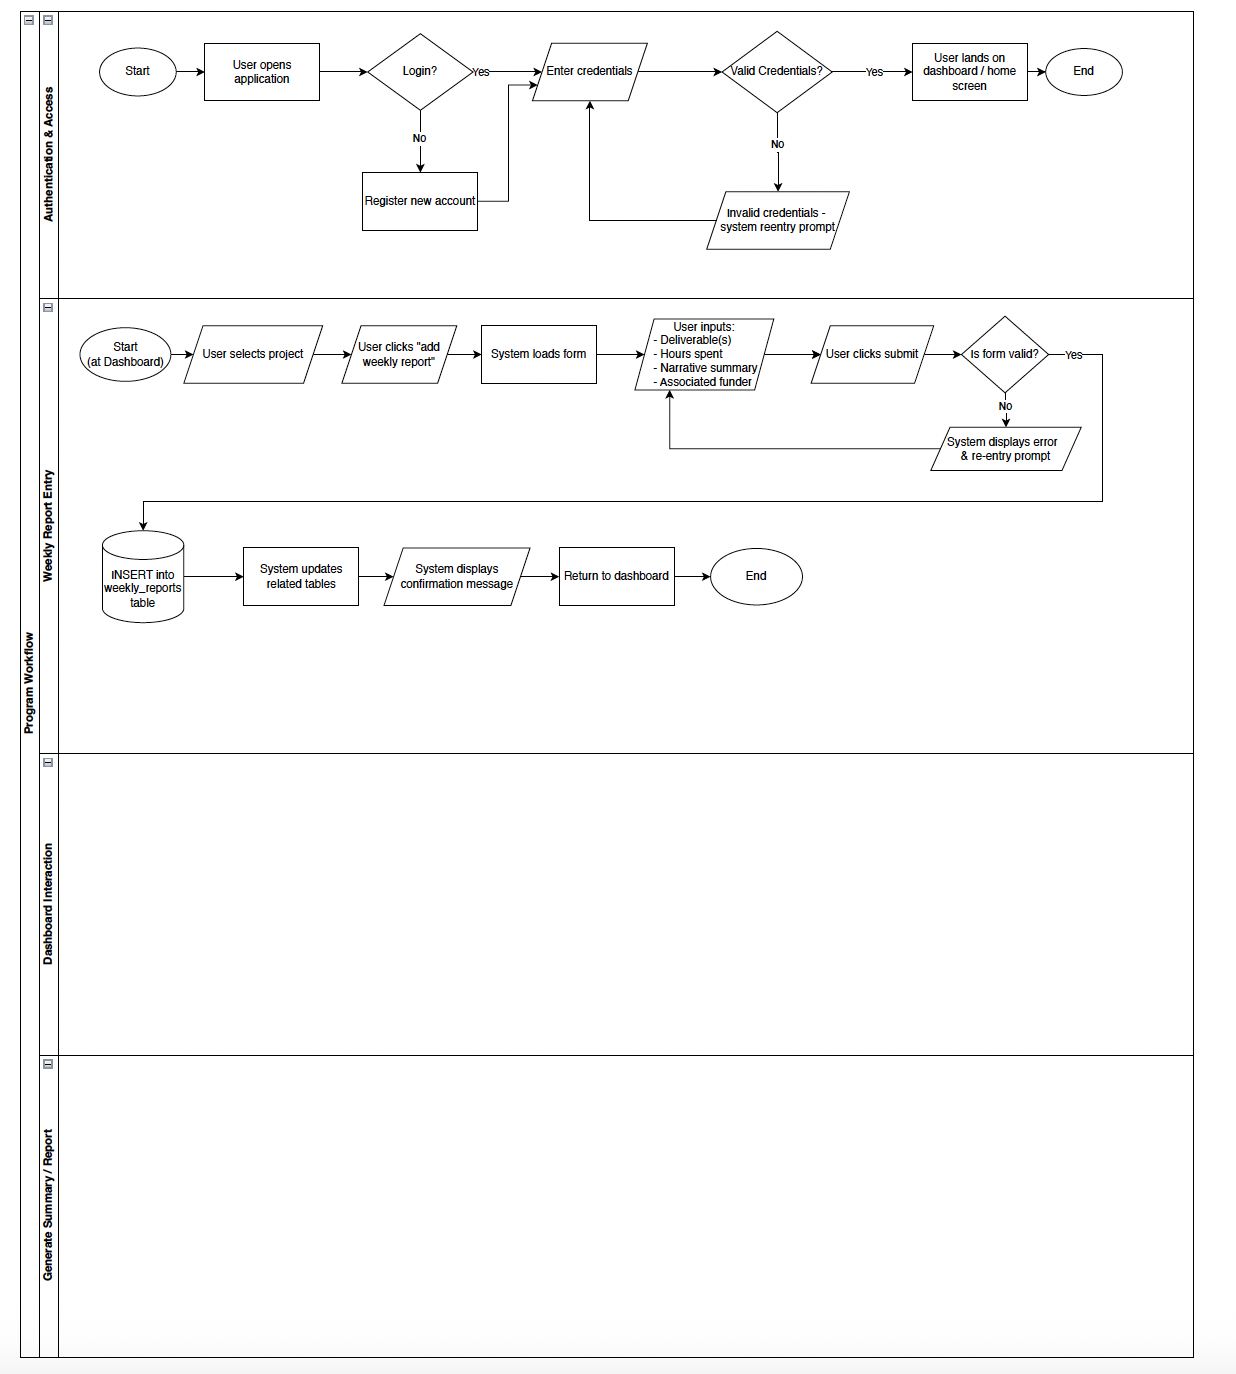 Program Workflow
Authentication & Access
Start
User opens
application
Login?
Yes
No
Register new account
Enter credentials
Valid Credentials?
Yes
No
Invalid credentials -
system reentry prompt
User lands on
dashboard / home
screen
End
Weekly Report Entry
Start
(at Dashboard)
User selects project
User clicks "add
weekly report"
System loads form
User inputs:
- Deliverable(s)
- Hours spent
- Narrative summary
- Associated funder
User clicks submit
Is form valid?
Yes
No
System displays error
& re-entry prompt
INSERT into
weekly_reports
table
System updates
related tables
System displays
confirmation message
Return to dashboard
End
Dashboard Interaction
Generate Summary / Report